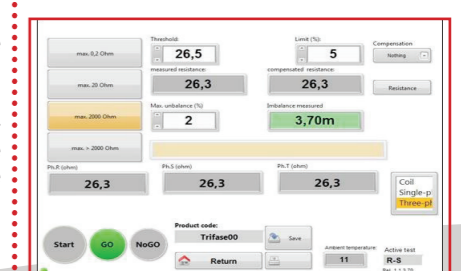 Threshold:
Limit (%):
Compensation
max. 0,2 Ohm
26,5
5
Nothing
measured resistance:
compensated resistance:
max. 20 Ohm
26,3
26,3
Resistance
Max. unbalance (%)
Imbalance measured
max. 2000 Ohm
2
3,70m
max. > 2000 Ohm
Ph.R (ohm)
Ph.S (ohm)
Ph.T (ohm)
26,3
26,3
26,3
Coil
Single-p
Three-ph
Product code:
Start
GO
NoGO
Trifase00
Save
Ambient temperature:
Active test
Return
11
R-S